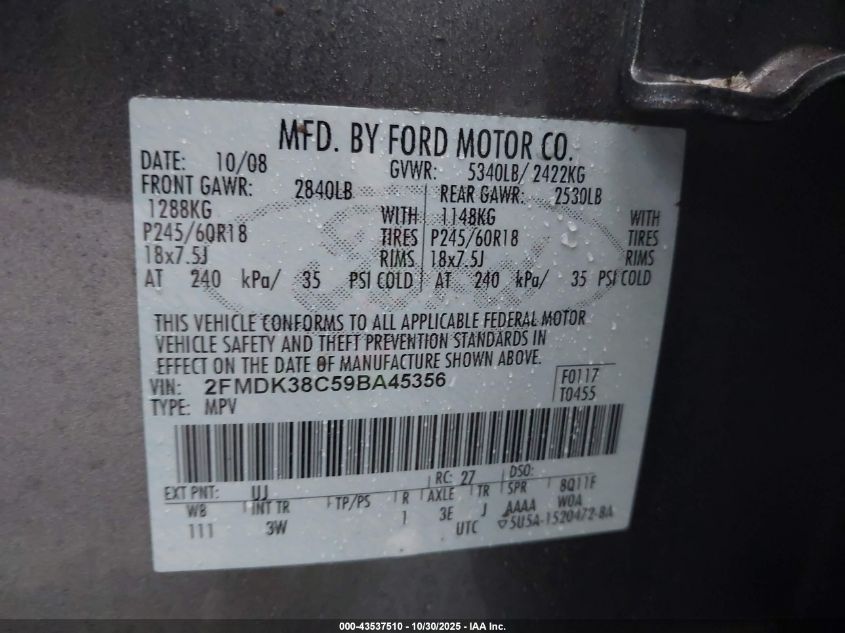 MFD. BY FORD MOTOR CO.
DATE: 10/08 GVWR: 5340LB/ 2422KG
FRONT GAWR: 2840LB REAR GAWR: 2530LB
1288KG WITH 1148KG WITH
P245/60R18 TIRES P245/60R18 TIRES
18x7.5J RIMS 18x7.5J RIMS
AT 240 kPa/ 35 PSI COLD AT 240 kPa/ 35 PSI COLD
THIS VEHICLE CONFORMS TO ALL APPLICABLE FEDERAL MOTOR
VEHICLE SAFETY AND THEFT PREVENTION STANDARDS IN
EFFECT ON THE DATE OF MANUFACTURE SHOWN ABOVE.
VIN: 2FMDK38C59BA45356 F0117
TYPE: MPV T0455
RC: 27 DSO:
EXT PNT: UJ 8Q11F
WB INT TR TP/PS R AXLE TR SPR WOA
111 3W 1 3E J AAAA
UTC 5U5A-1520472-BA
000-43537510 - 10/30/2025 - IAA Inc.